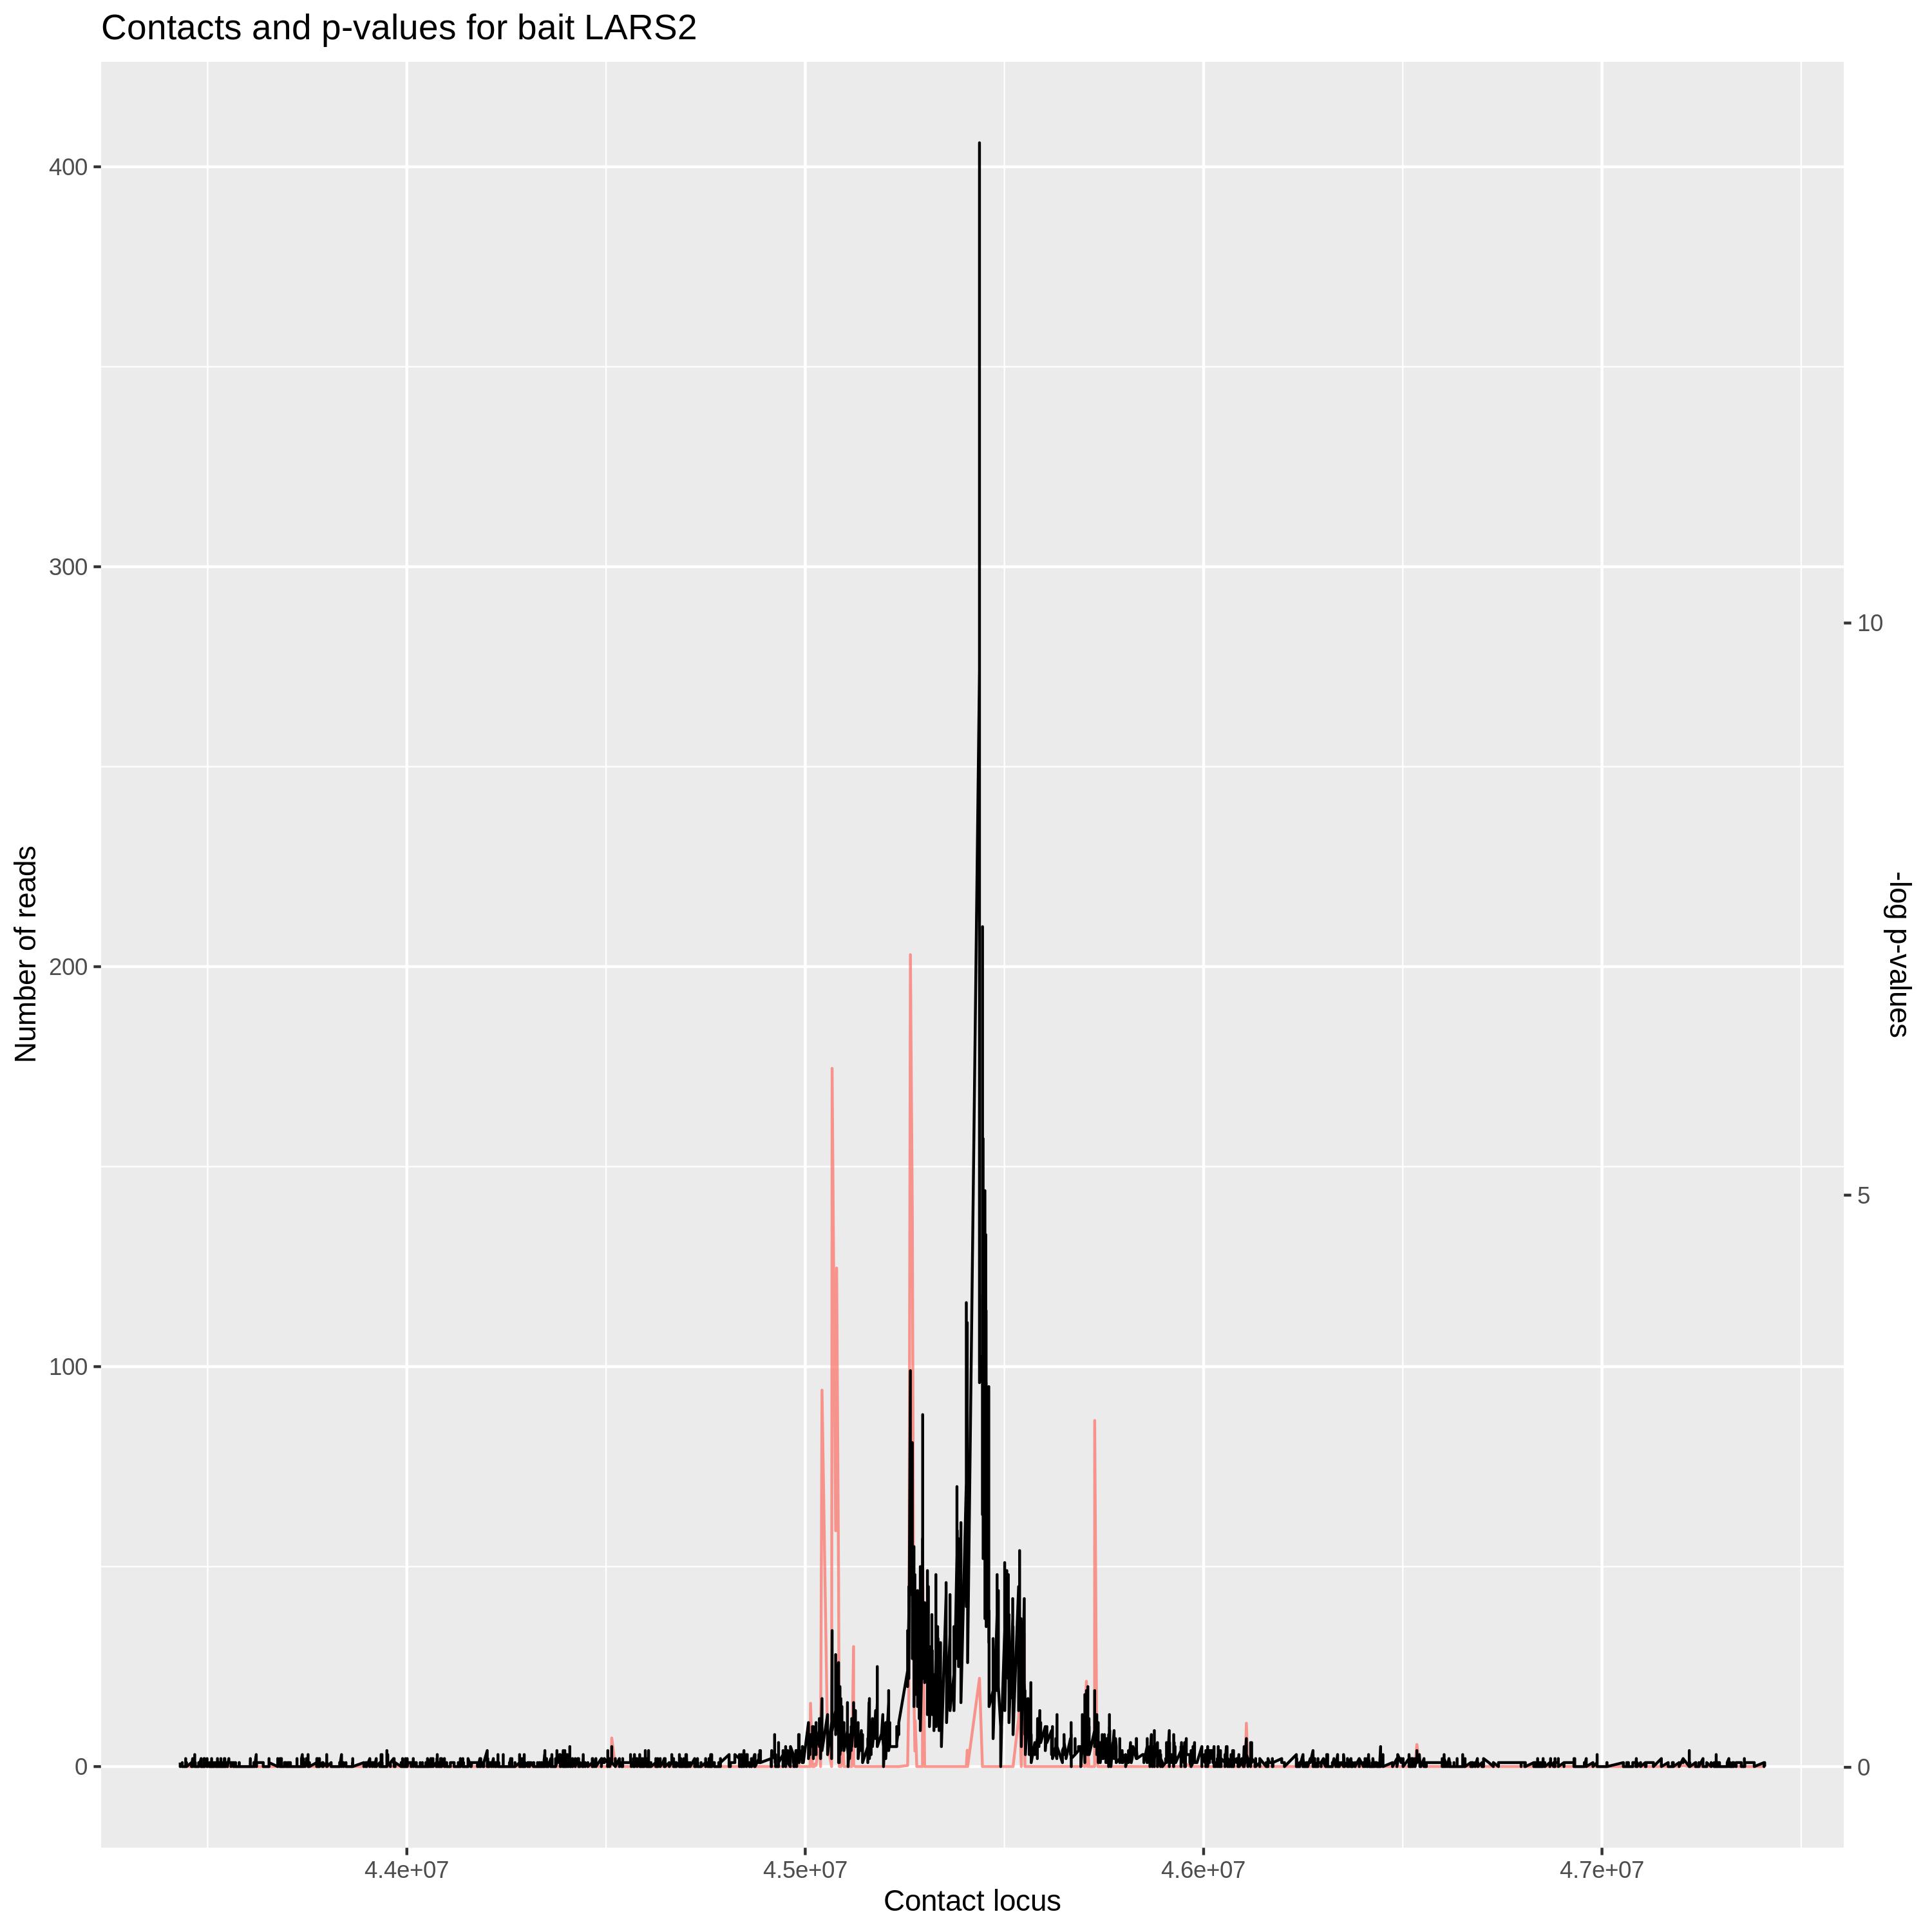 Contacts and p-values for bait LARS2
400
300
200
100
0
Number of reads
10
5
0
-log p-values
4.4e+07
4.5e+07
4.6e+07
4.7e+07
Contact locus